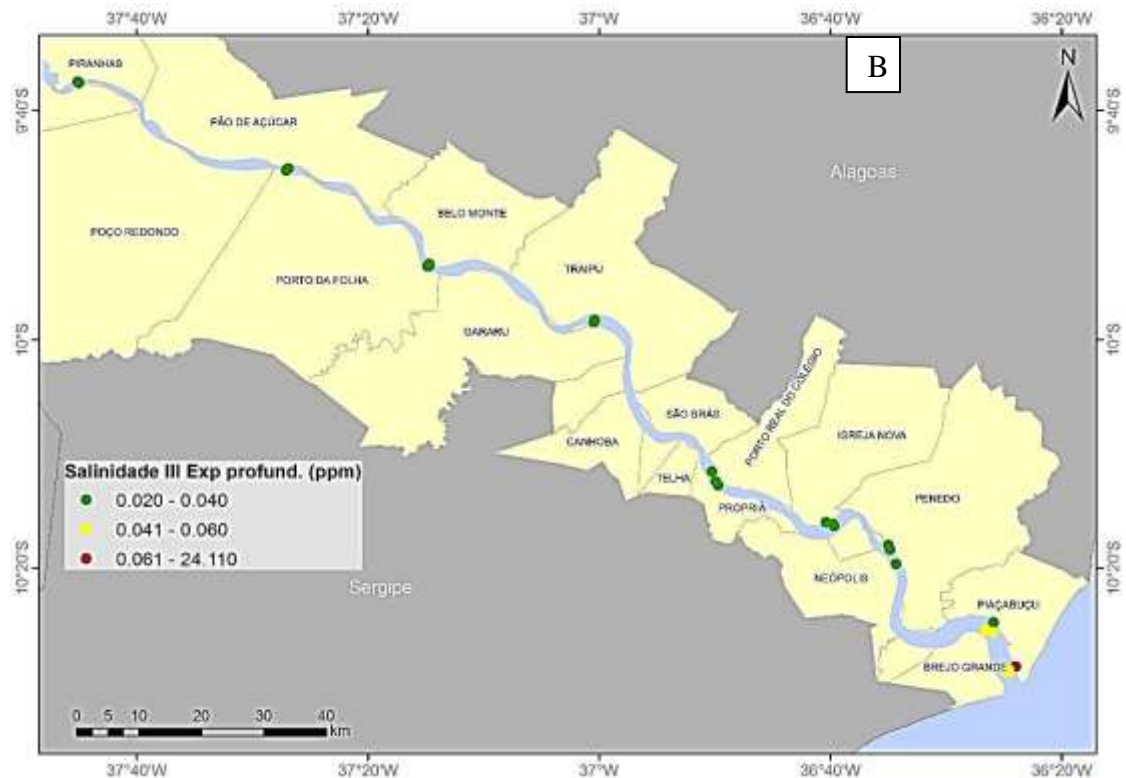 37°40'W 37°20'W 37°0'W 36°40'W 36°20'W
B
N
PIRANHAS
9°40'S 9°40'S
PÃO DE AÇÚCAR
Alagoas
BELO MONTE
POÇO REDONDO
TRAIPU
PORTO DA FOLHA
GARARU
10°0'S 10°0'S
PORTO REAL DO COLÉGIO
SÃO BRÁS
CANHOBA
IGREJA NOVA
Salinidade III Exp profund. (ppm)
TELHA
0.020 - 0.040
PENEDO
PROPRIÁ
0.041 - 0.060
0.061 - 24.110
10°20'S 10°20'S
NEÓPOLIS
Sergipe
PIAÇABUÇU
BREJO GRANDE
0 5 10 20 30 40
km
37°40'W 37°20'W 37°0'W 36°40'W 36°20'W